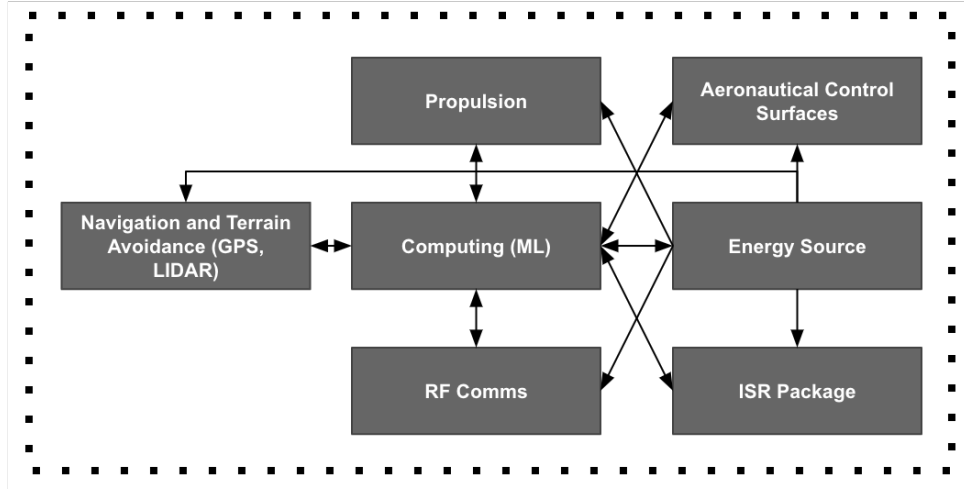 Propulsion
Aeronautical Control
Surfaces
Navigation and Terrain
Avoidance (GPS,
LIDAR)
Computing (ML)
Energy Source
RF Comms
ISR Package